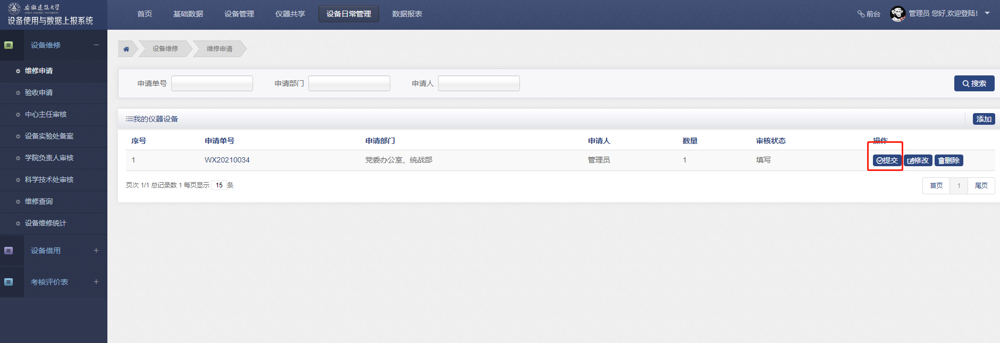 安徽建筑大学
ANHUI JIANZHU UNIVERSITY
设备使用与数据上报系统
首页 基础数据 设备管理 仪器共享 设备日常管理 数据报表
前台 管理员 您好,欢迎登陆!
设备维修
维修申请
验收申请
中心主任审核
设备实验处备案
学院负责人审核
科学技术处审核
维修查询
设备维修统计
设备借用
考核评价表
设备维修 维修申请
申请单号 申请部门 申请人 搜索
我的仪器设备 添加
序号 申请单号 申请部门 申请人 数量 审核状态 操作
1 WX20210034 党委办公室、统战部 管理员 1 填写 提交 修改 删除
页次 1/1 总记录数 1 每页显示 15 条
首页 1 尾页